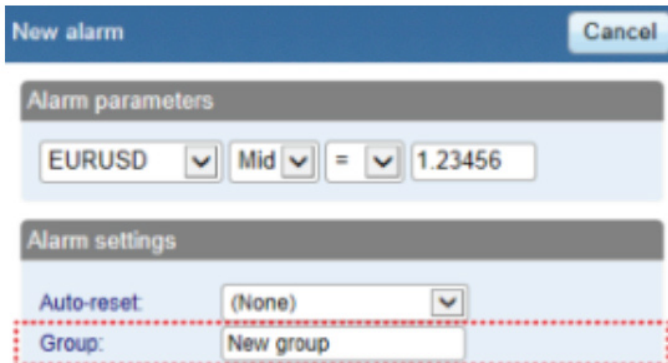 New alarm Cancel
Alarm parameters
EURUSD Mid = 1.23456
Alarm settings
Auto-reset: (None)
Group: New group